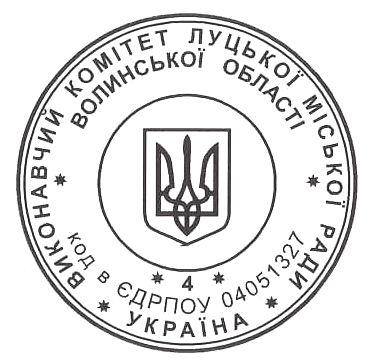 ВИКОНАВЧИЙ КОМІТЕТ ЛУЦЬКОЇ МІСЬКОЇ РАДИ
ВОЛИНСЬКОЇ ОБЛАСТІ
* 4 *
код в ЄДРПОУ 04051327
* УКРАЇНА *